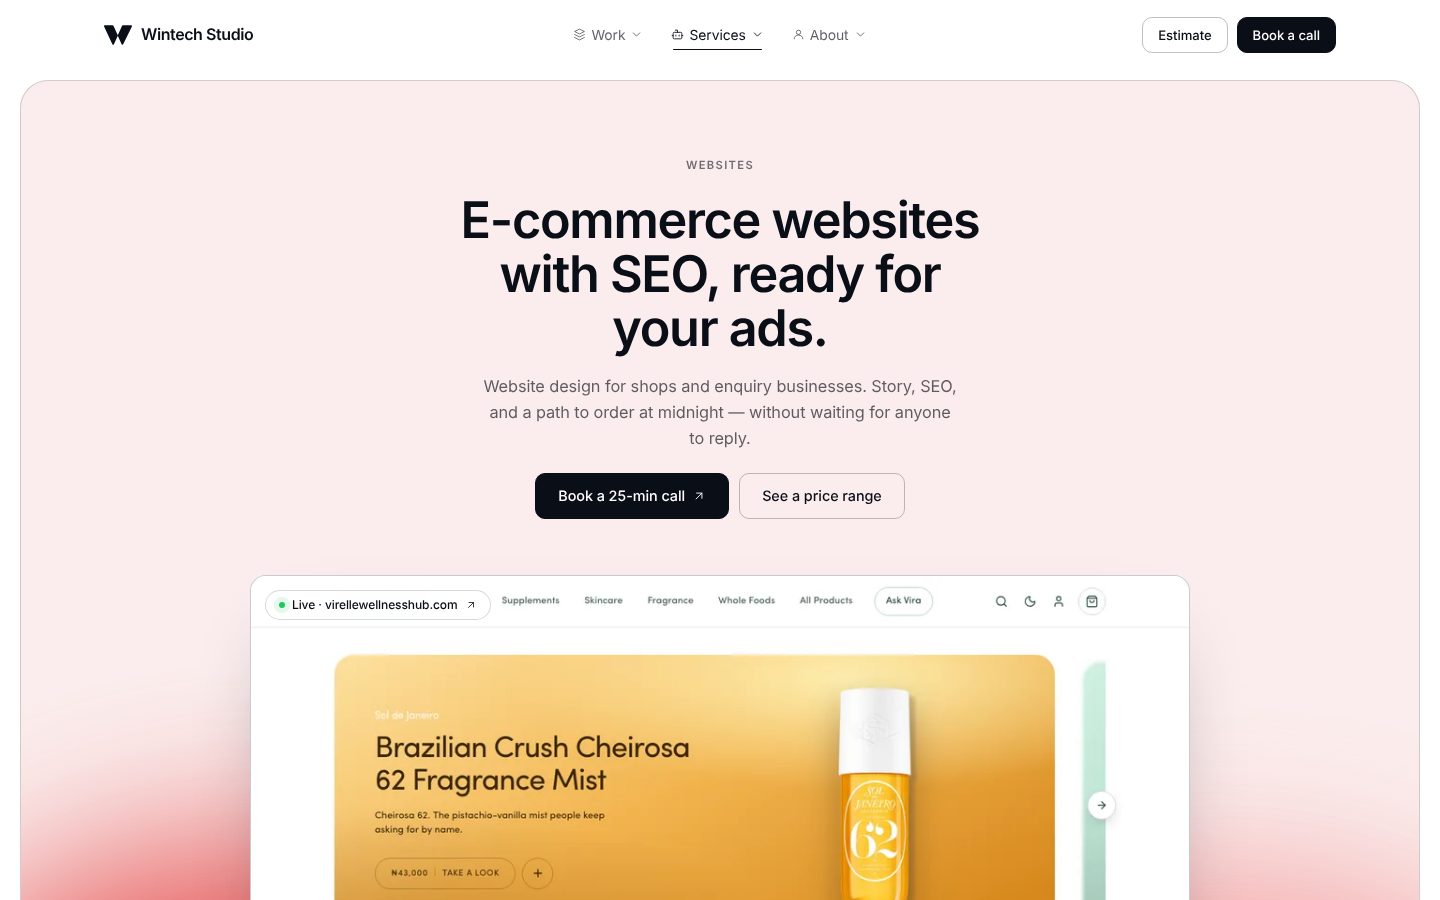 Wintech Studio
Work
Services
About
Estimate
Book a call
WEBSITES
E-commerce websites
with SEO, ready for
your ads.
Website design for shops and enquiry businesses. Story, SEO,
and a path to order at midnight — without waiting for anyone
to reply.
Book a 25-min call
See a price range
Live · virellewellnesshub.com
Supplements
Skincare
Fragrance
Whole Foods
All Products
Ask Vira
Sol de Janeiro
Brazilian Crush Cheirosa
62 Fragrance Mist
Cheirosa 62. The pistachio-vanilla mist people keep
asking for by name.
₦43,000
TAKE A LOOK
SOL
DE
JANEIRO
62